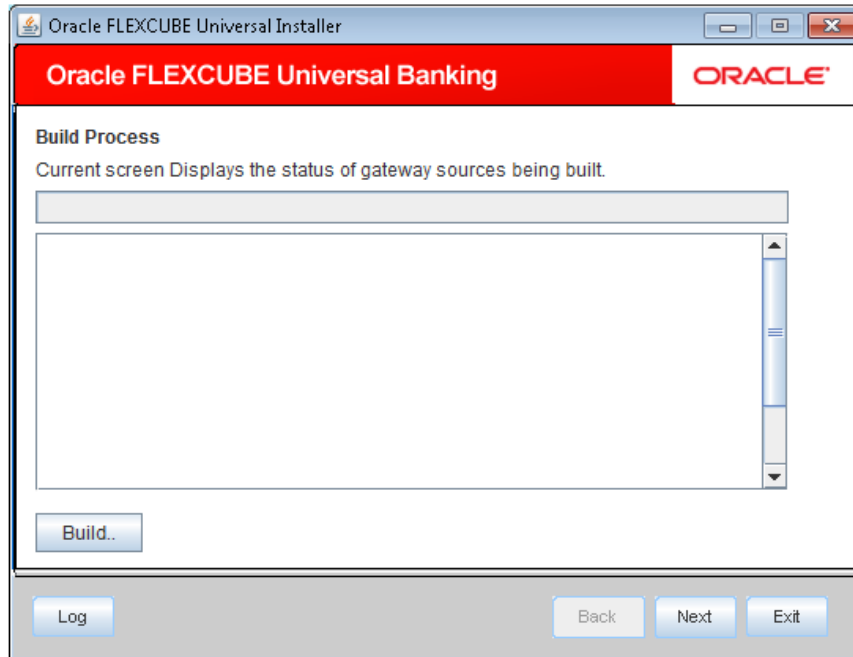 Oracle FLEXCUBE Universal Installer
Oracle FLEXCUBE Universal Banking
ORACLE
Build Process
Current screen Displays the status of gateway sources being built.
Build..
Log
Back
Next
Exit